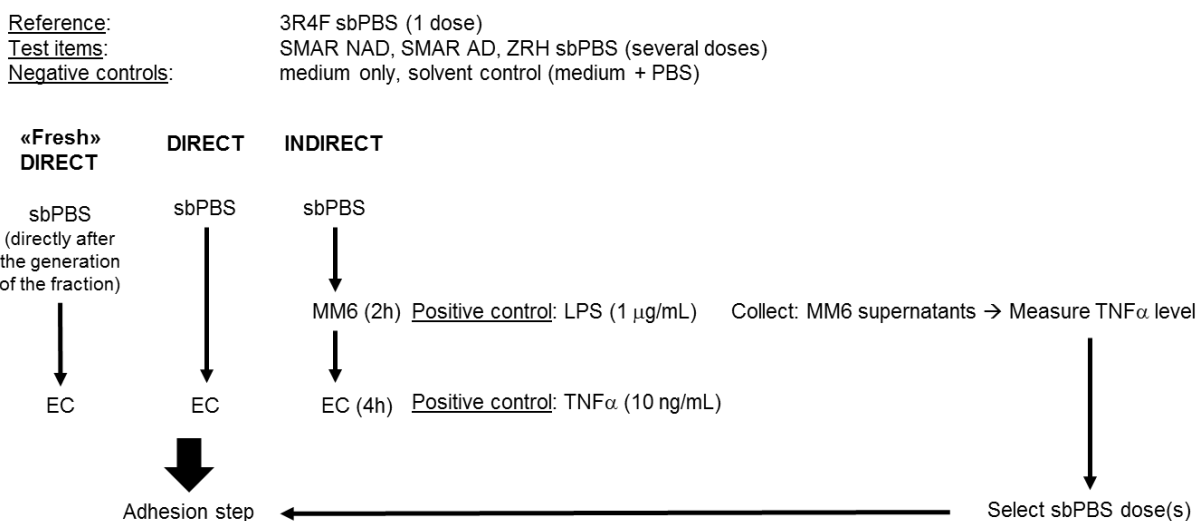 Reference: 3R4F sbPBS (1 dose)
Test items: SMAR NAD, SMAR AD, ZRH sbPBS (several doses)
Negative controls: medium only, solvent control (medium + PBS)
«Fresh» DIRECT
DIRECT
INDIRECT
sbPBS
(directly after
the generation
of the fraction)
sbPBS
sbPBS
MM6 (2h) Positive control: LPS (1 μg/mL) Collect: MM6 supernatants → Measure TNFα level
EC
EC
EC (4h) Positive control: TNFα (10 ng/mL)
Adhesion step
Select sbPBS dose(s)